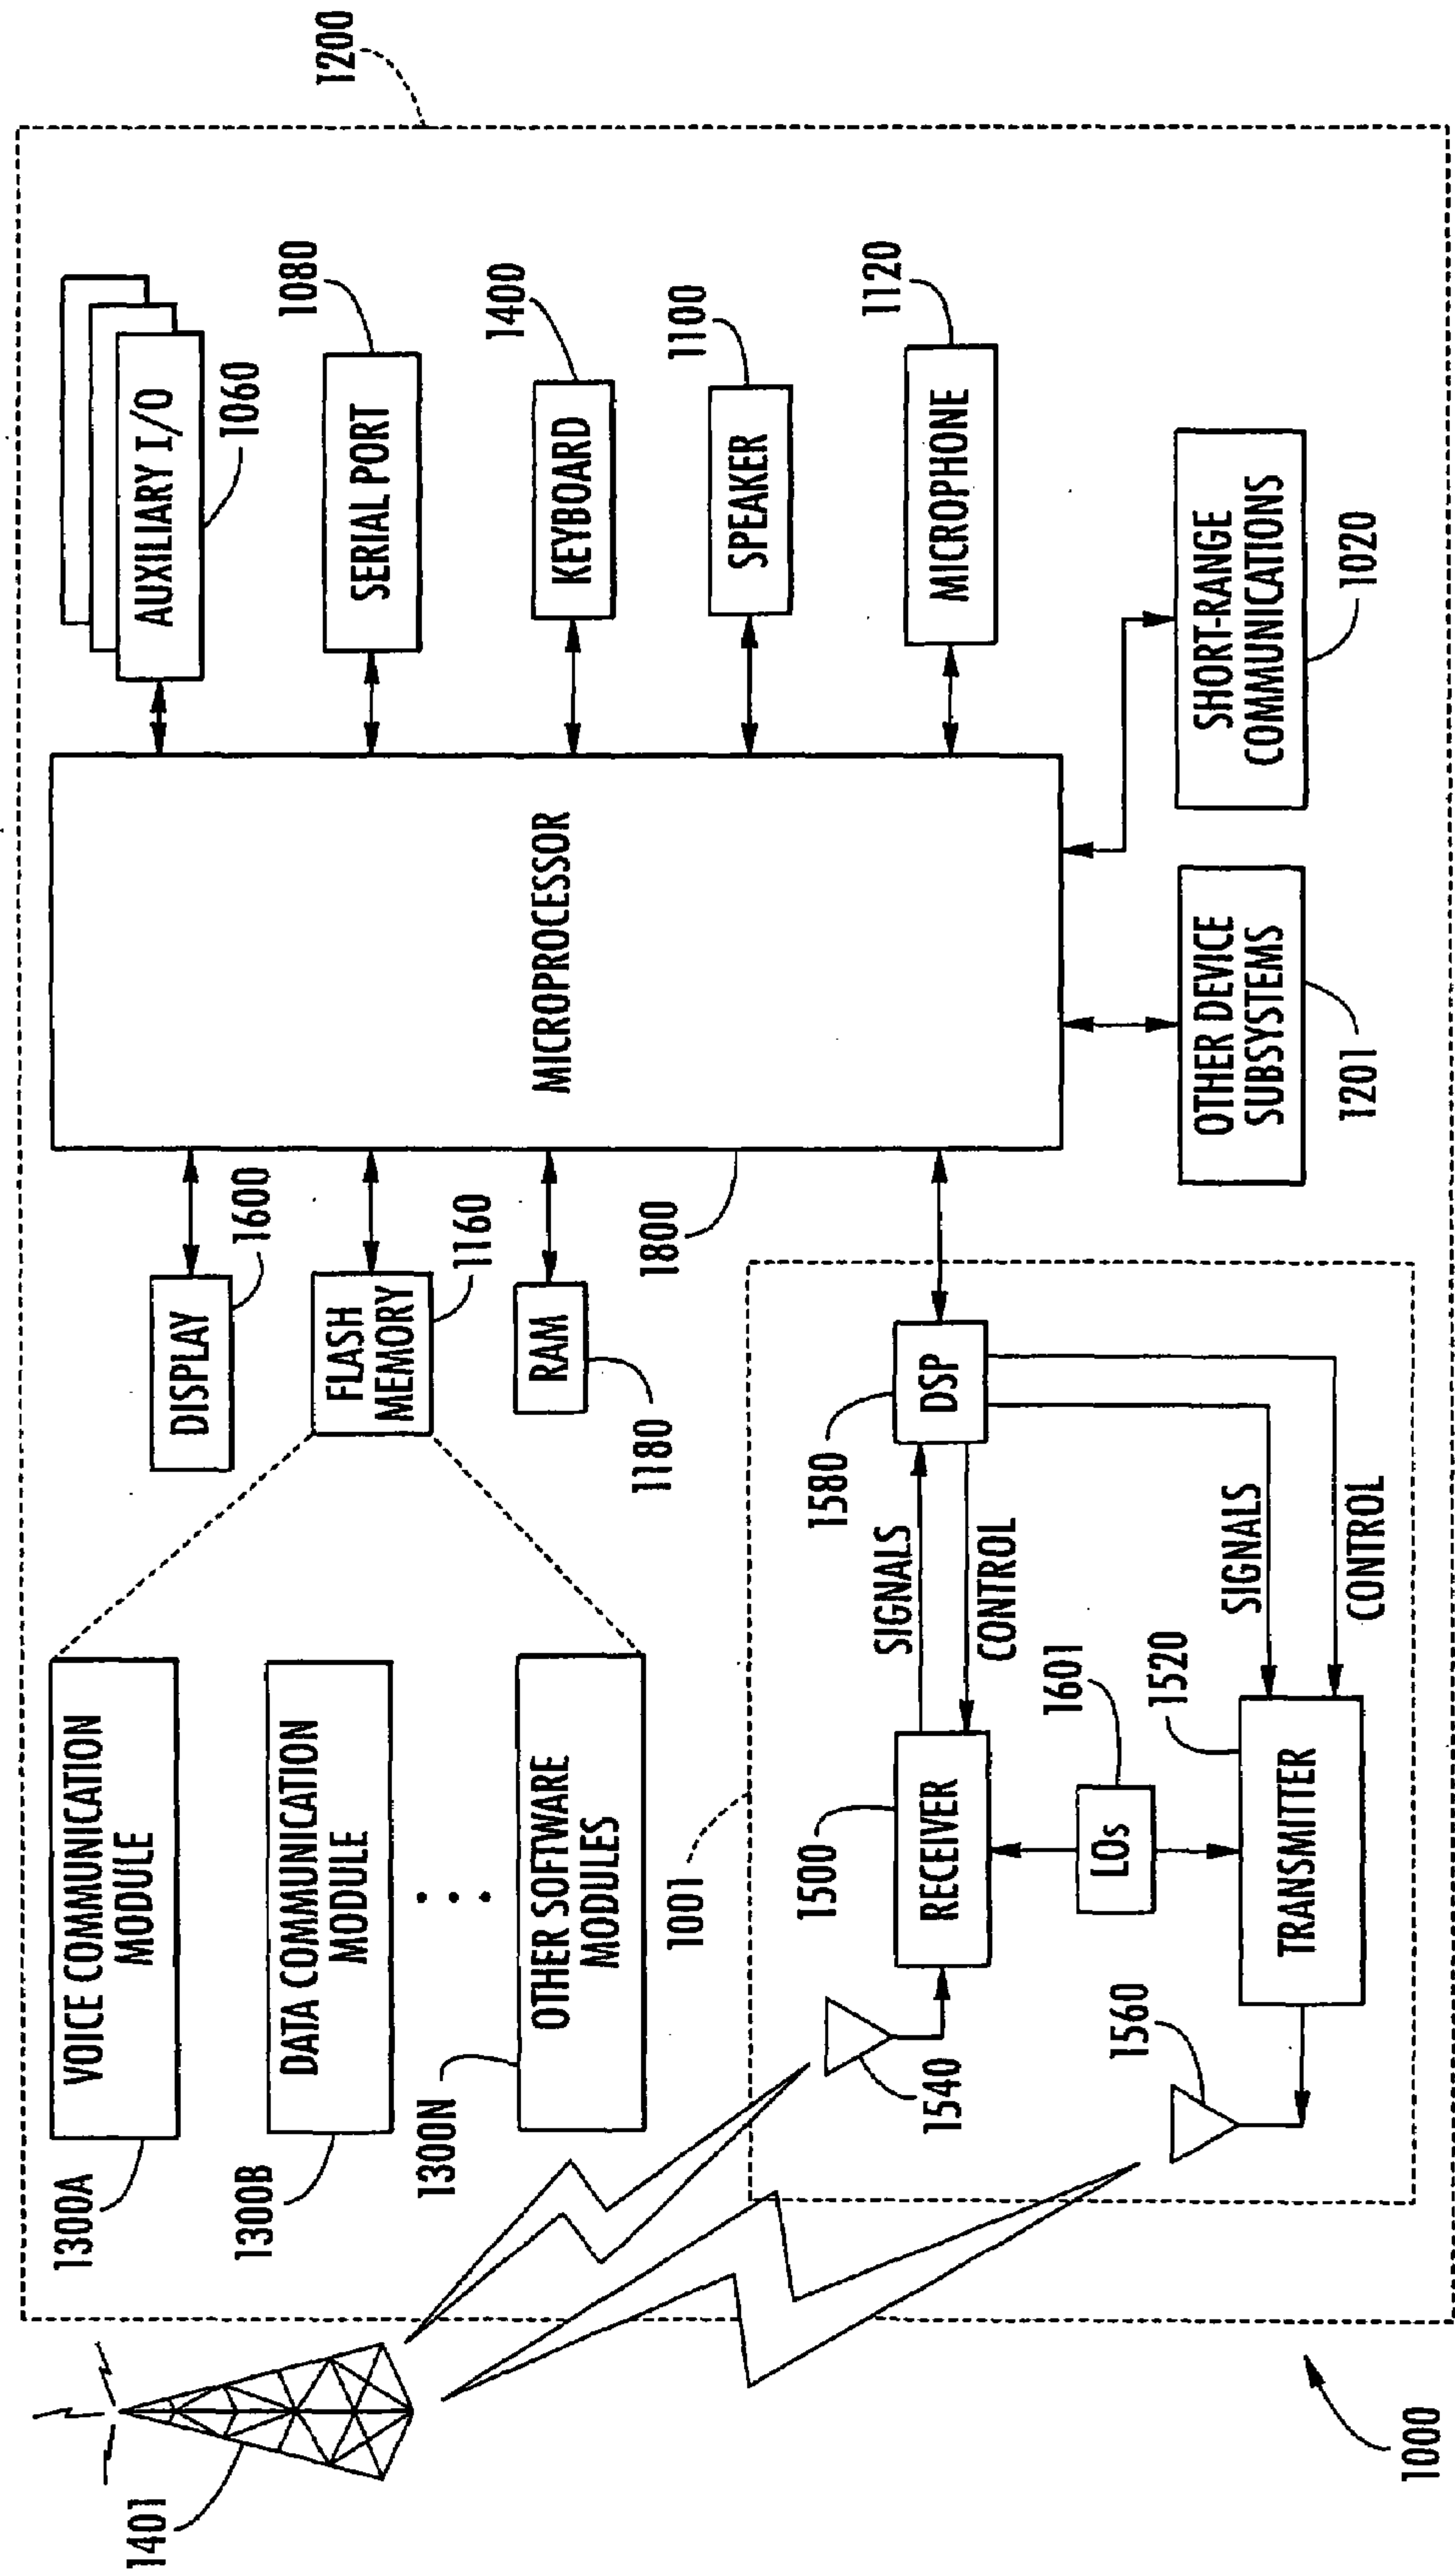 1200
AUXILIARY I/O
1060
SERIAL PORT
1080
KEYBOARD
1400
SPEAKER
1100
MICROPHONE
1120
SHORT-RANGE
COMMUNICATIONS
1020
MICROPROCESSOR
1800
OTHER DEVICE
SUBSYSTEMS
1201
DISPLAY
1600
FLASH
MEMORY
1160
RAM
1180
VOICE COMMUNICATION
MODULE
1300A
DATA COMMUNICATION
MODULE
1300B
OTHER SOFTWARE
MODULES
1300N
1001
DSP
1580
SIGNALS
CONTROL
SIGNALS
CONTROL
RECEIVER
1500
LOs
1601
TRANSMITTER
1520
1540
1560
1401
1000